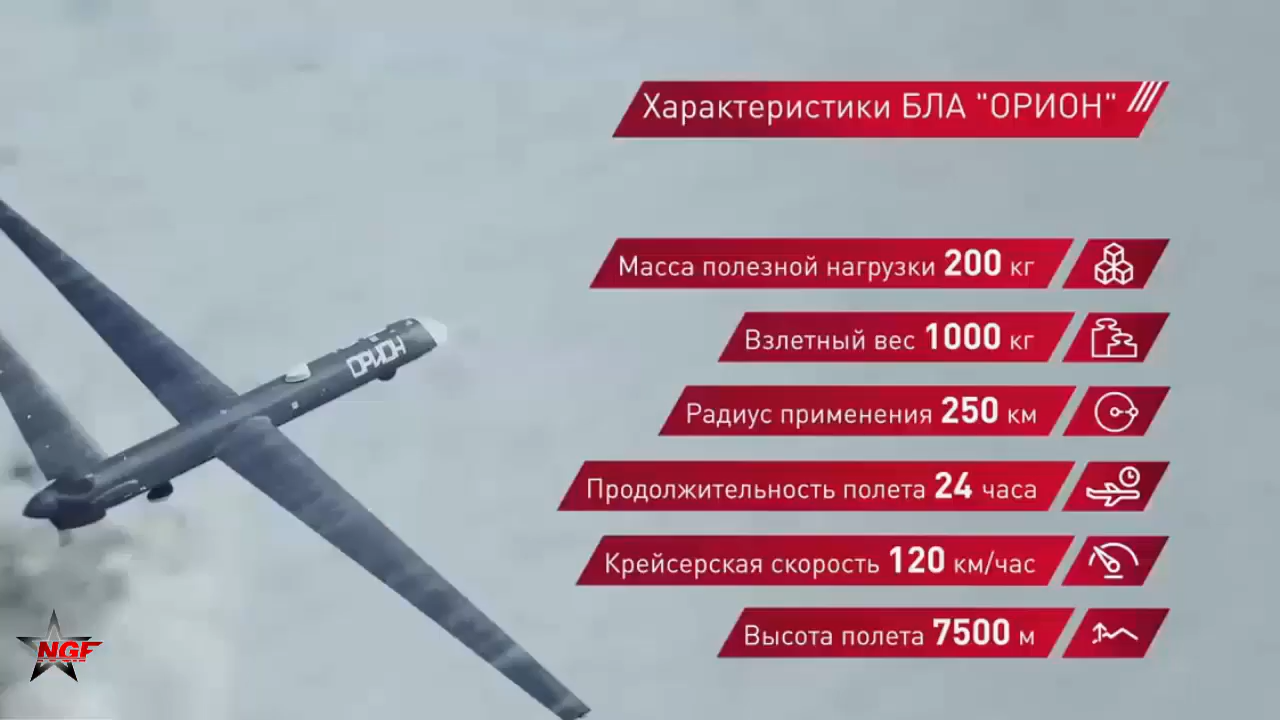 Характеристики БЛА "ОРИОН"
Масса полезной нагрузки 200 кг
Взлетный вес 1000 кг
ОРИОН
Радиус применения 250 км
Продолжительность полета 24 часа
Крейсерская скорость 120 км/час
Высота полета 7500 м
NGF